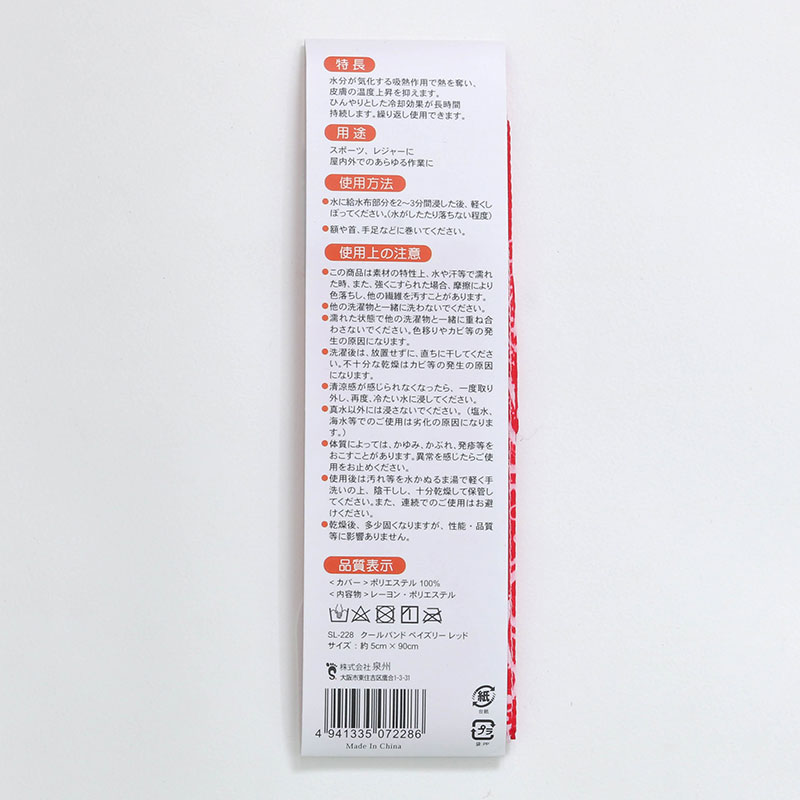 特長
水分が気化する吸熱作用で熱を奪い、
皮膚の温度上昇を抑えます。
ひんやりとした冷却効果が長時間
持続します。繰り返し使用できます。
用途
スポーツ、レジャーに
屋内外でのあらゆる作業に
使用方法
●水に給水布部分を2〜3分間浸した後、軽くし
ぼってください。(水がしたたり落ちない程度)
●額や首、手足などに巻いてください。
使用上の注意
●この商品は素材の特性上、水や汗等で濡れ
た時、また、強くこすられた場合、摩擦により
色落ちし、他の繊維を汚すことがあります。
●他の洗濯物と一緒に洗わないでください。
●濡れた状態で他の洗濯物と一緒に重ね合
わさないでください。色移りやカビ等の発
生の原因になります。
●洗濯後は、放置せずに、直ちに干してくださ
い。不十分な乾燥はカビ等の発生の原因
になります。
●清涼感が感じられなくなったら、一度取り
外し、再度、冷たい水に浸してください。
●真水以外には浸さないでください。(塩水、
海水等でのご使用は劣化の原因になりま
す。)
●体質によっては、かゆみ、かぶれ、発疹等を
おこすことがあります。異常を感じたらご使
用をお止めください。
●使用後は汚れ等を水かぬるま湯で軽く手
洗いの上、陰干しし、十分乾燥して保管し
てください。また、連続でのご使用はお避
けください。
●乾燥後、多少固くなりますが、性能・品質
等に影響ありません。
品質表示
<カバー>ポリエステル 100%
<内容物>レーヨン・ポリエステル
SL-228 クールバンド ペイズリー レッド
サイズ:約 5cm×90cm
株式会社 泉州
大阪市東住吉区鷹合1-3-31
4 941335 072286
Made In China
紙
台紙
プラ
袋:PP